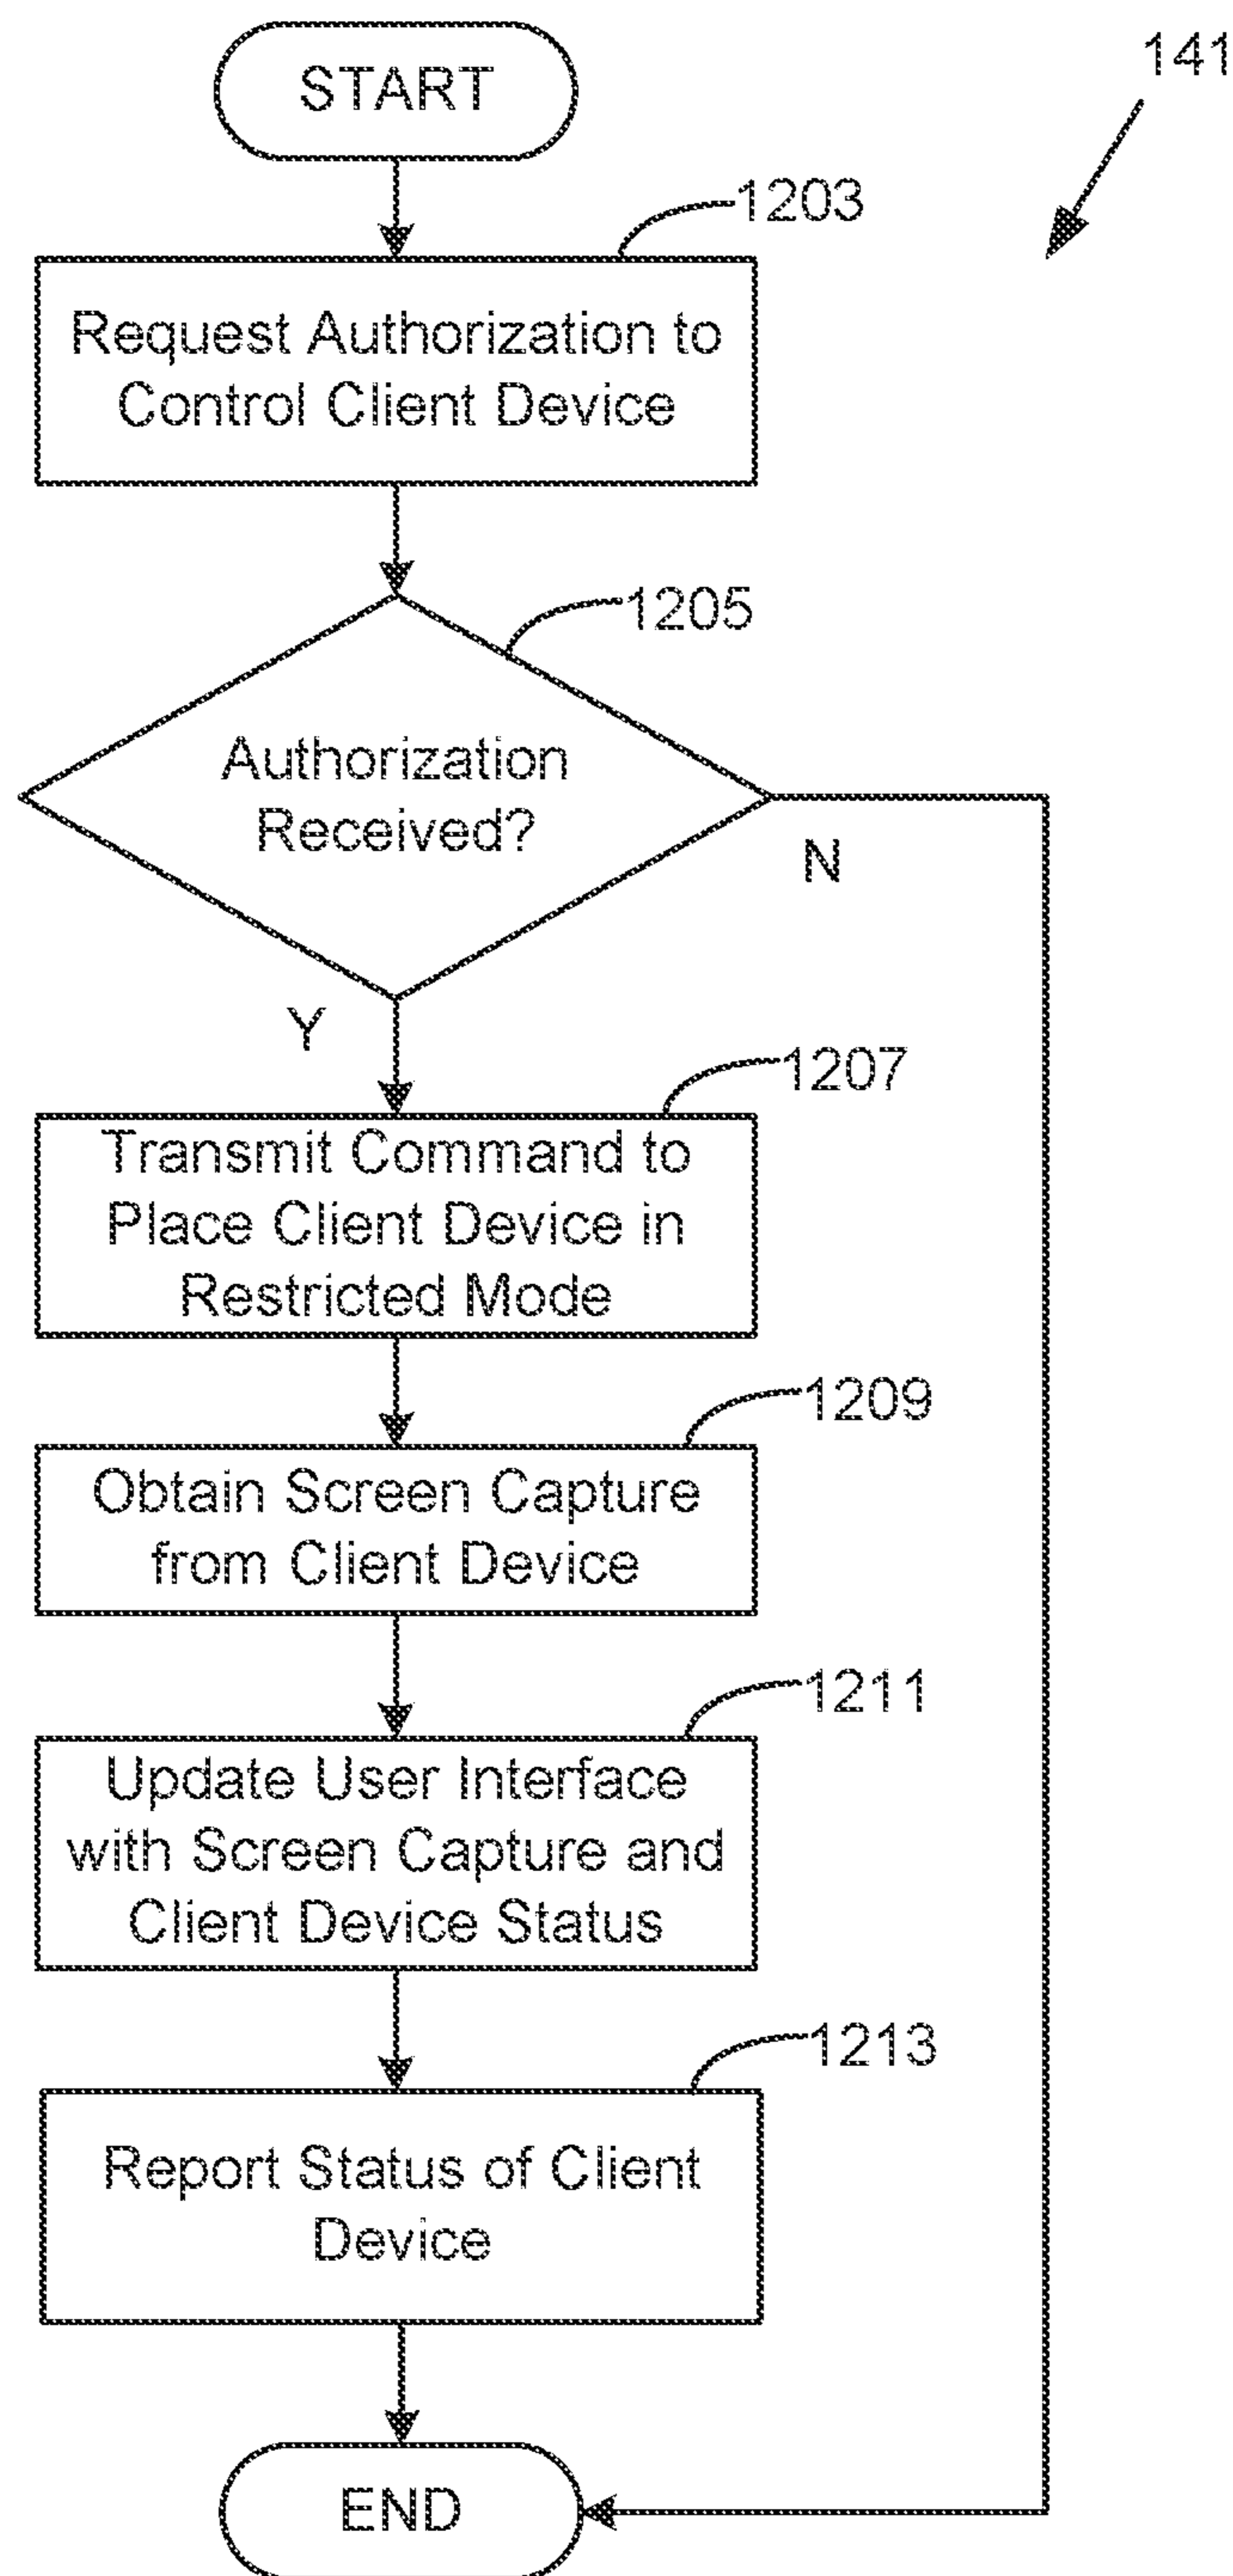 START
141
1203
Request Authorization to
Control Client Device
1205
Authorization
Received?
N
Y
1207
Transmit Command to
Place Client Device in
Restricted Mode
1209
Obtain Screen Capture
from Client Device
1211
Update User Interface
with Screen Capture and
Client Device Status
1213
Report Status of Client
Device
END